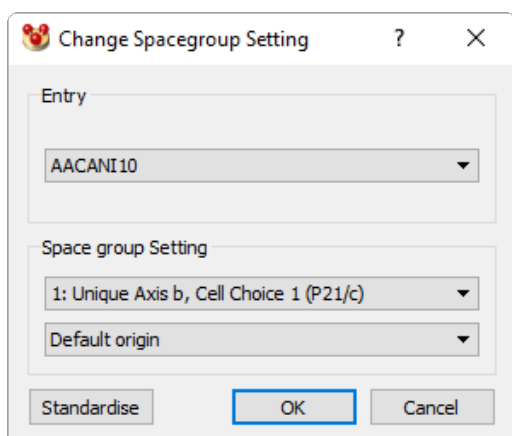 Change Spacegroup Setting ?
Entry
AACANI10
Space group Setting
1: Unique Axis b, Cell Choice 1 (P21/c)
Default origin
Standardise OK Cancel